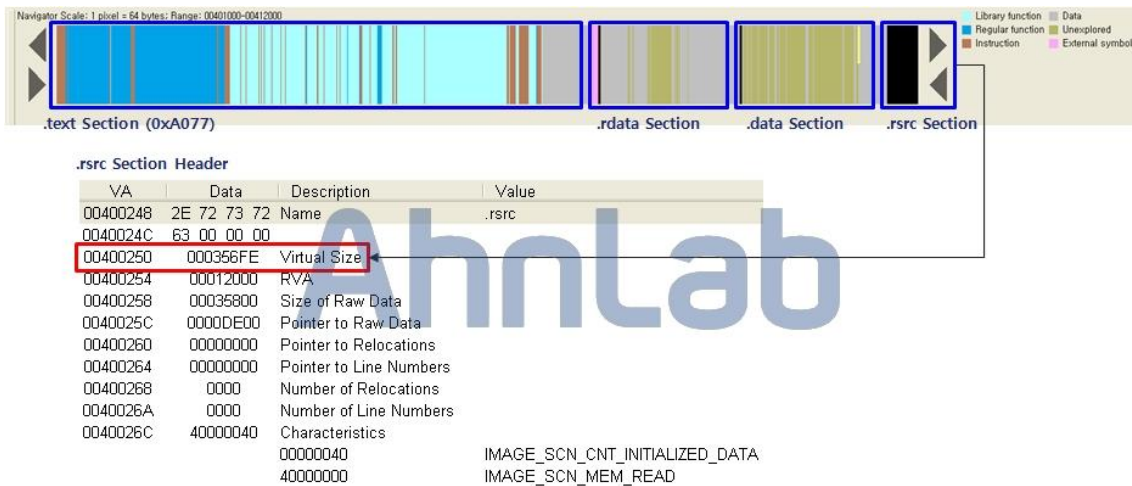 Navigator Scale: 1 pixel = 64 bytes; Range: 00401000-00412000
Library function Data
Regular function Unexplored
Instruction External symbol
.text Section (0xA077) .rdata Section .data Section .rsrc Section
.rsrc Section Header
VA Data Description Value
00400248 2E 72 73 72 Name .rsrc
0040024C 63 00 00 00
00400250 000356FE Virtual Size
00400254 00012000 RVA
00400258 00035800 Size of Raw Data
0040025C 0000DE00 Pointer to Raw Data
00400260 00000000 Pointer to Relocations
00400264 00000000 Pointer to Line Numbers
00400268 0000 Number of Relocations
0040026A 0000 Number of Line Numbers
0040026C 40000040 Characteristics
00000040 IMAGE_SCN_CNT_INITIALIZED_DATA
40000000 IMAGE_SCN_MEM_READ
AhnLab